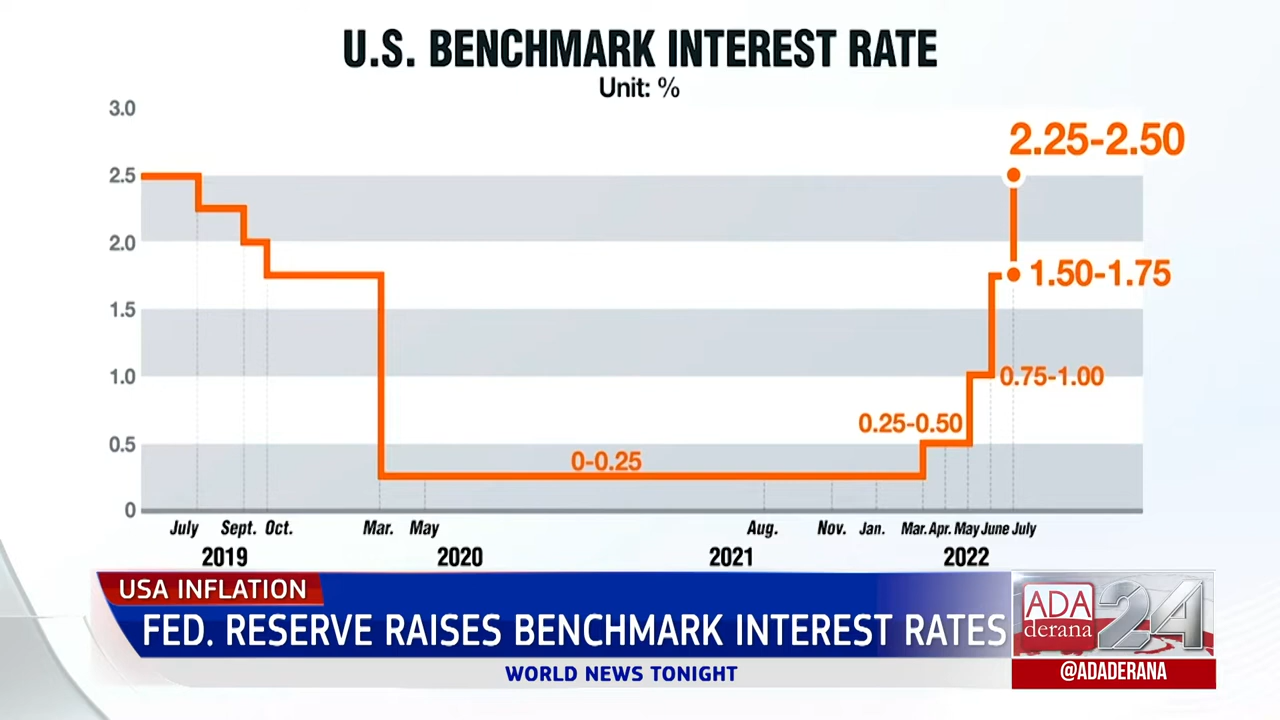 U.S. BENCHMARK INTEREST RATE
Unit: %
3.0
2.25-2.50
2.5
2.0
1.50-1.75
1.5
1.0
0.75-1.00
0.25-0.50
0.5
0-0.25
0
July Sept. Oct. Mar. May Aug. Nov. Jan. Mar. Apr. May June July
2019 2020 2021 2022
USA INFLATION
FED. RESERVE RAISES BENCHMARK INTEREST RATES
WORLD NEWS TONIGHT
ADA
derana
24
@ADADERANA